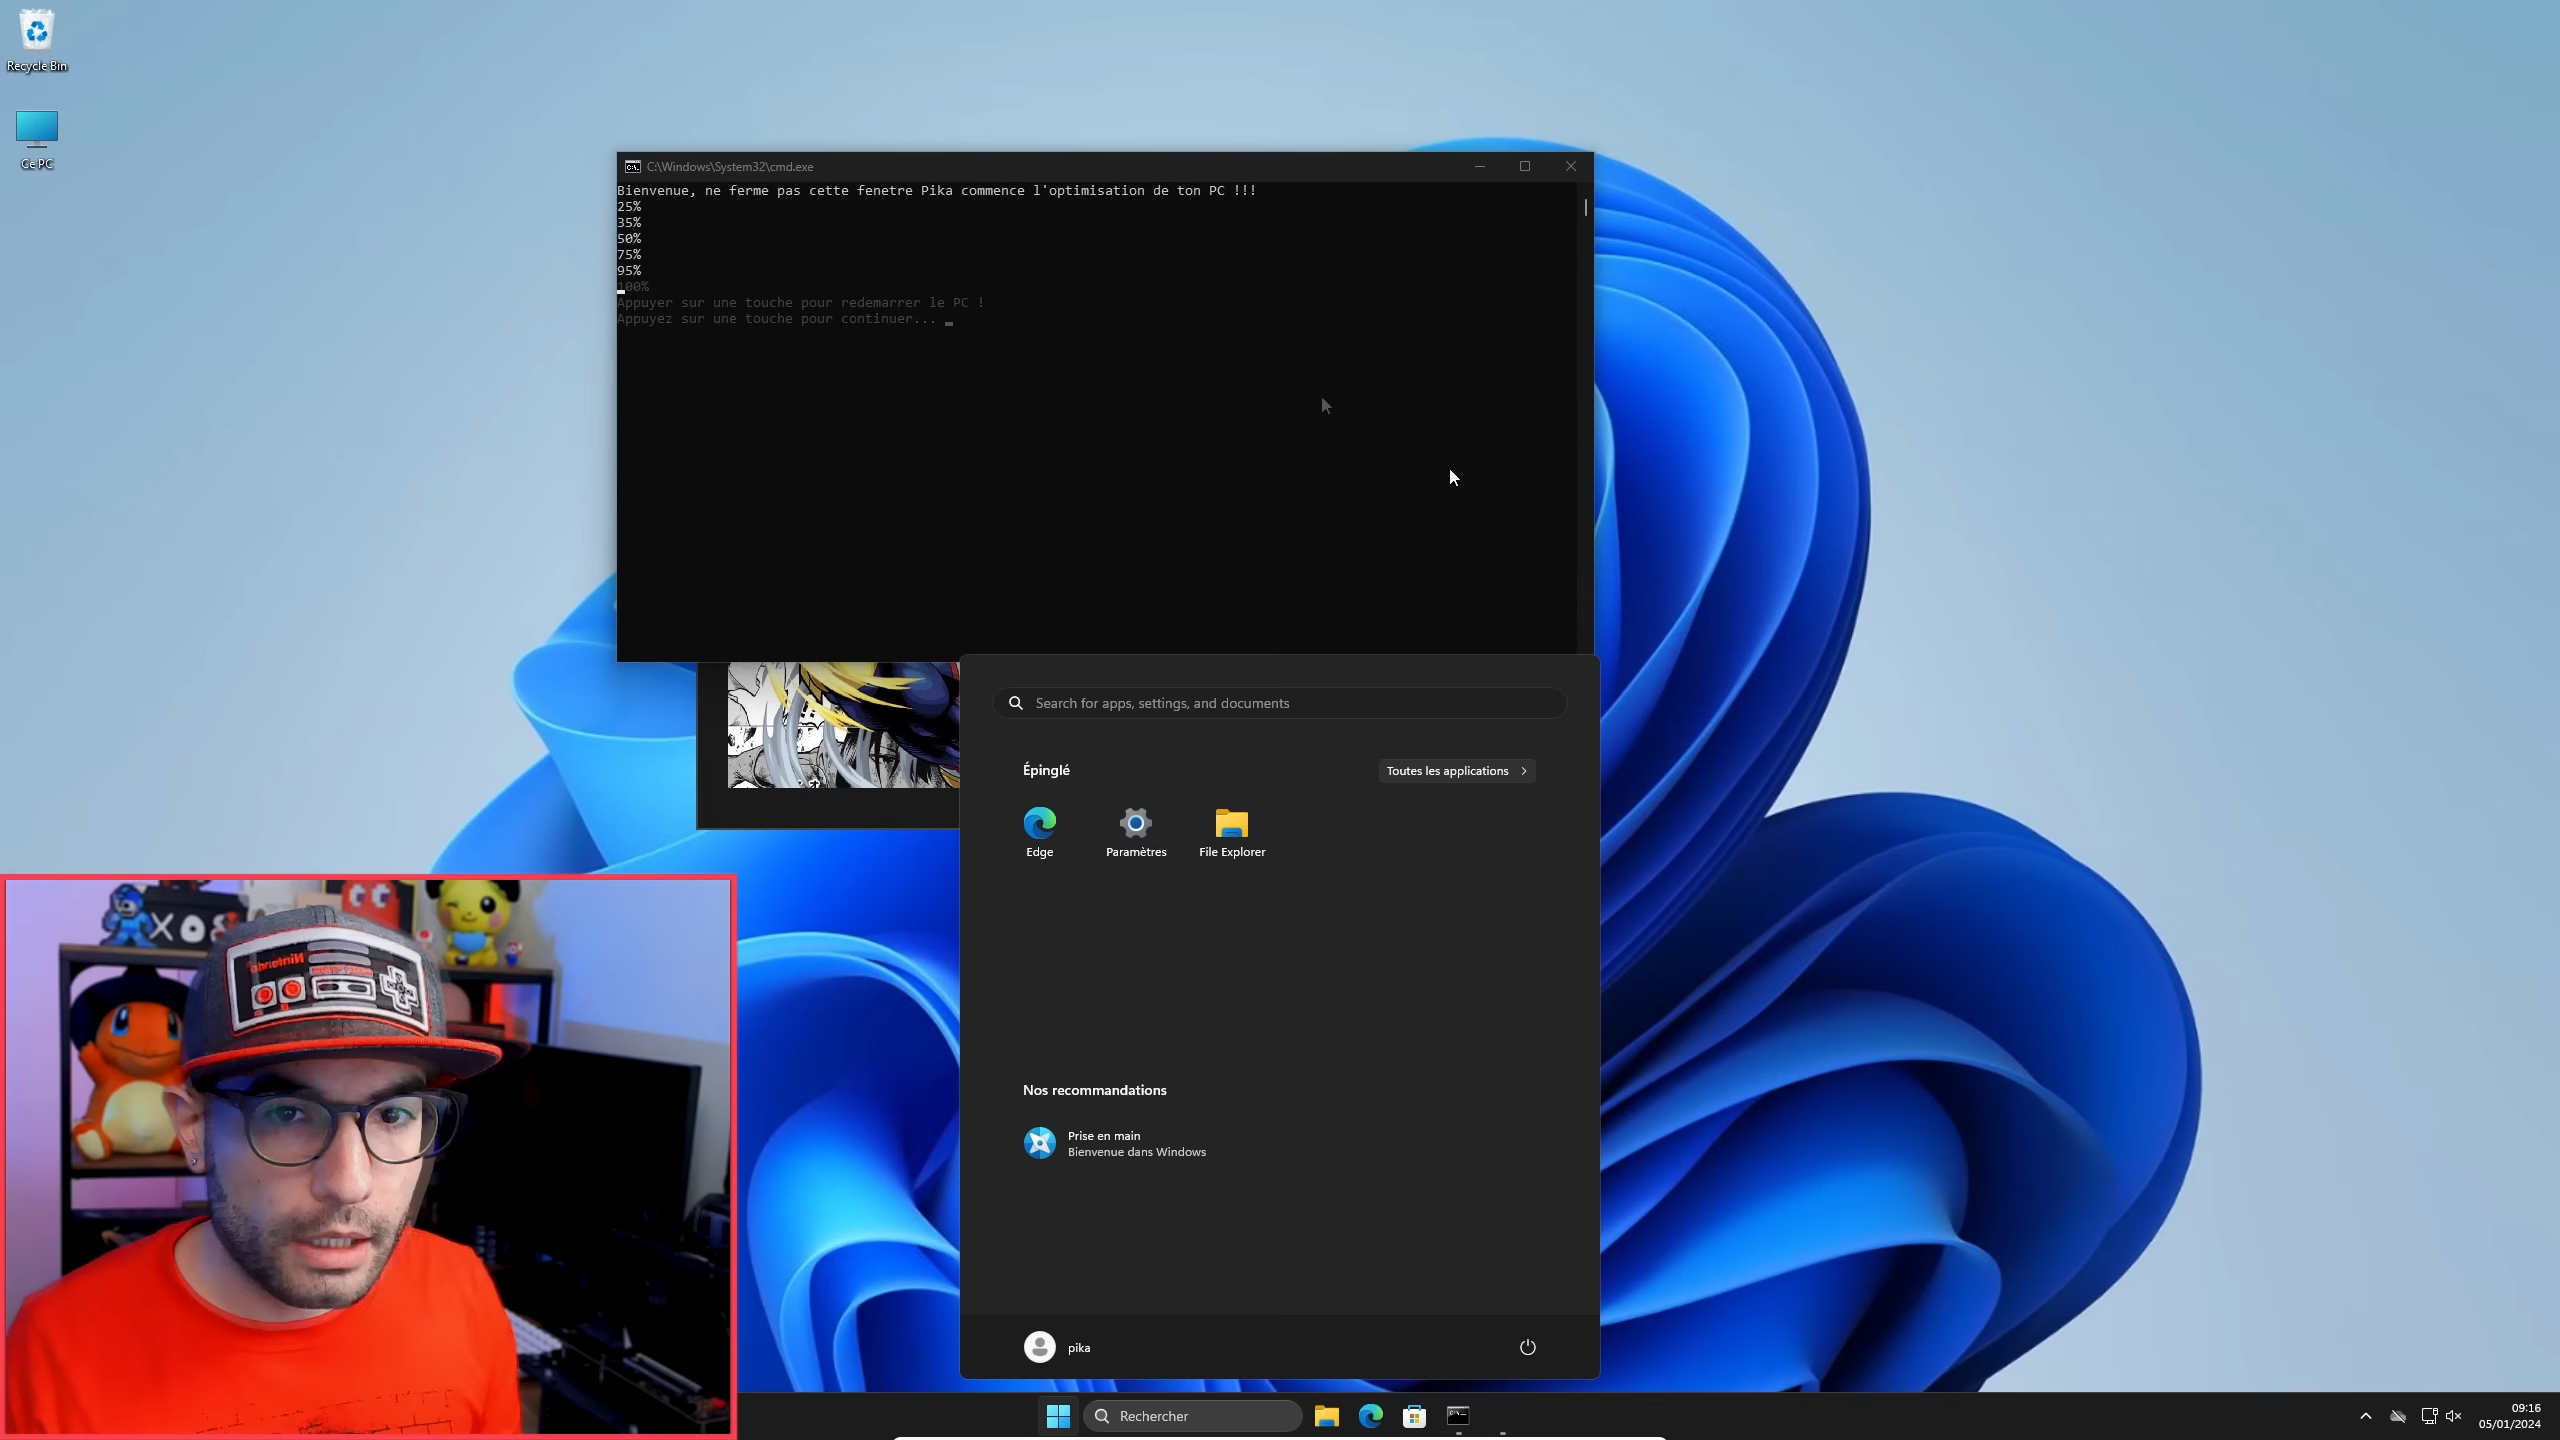 Recycle Bin
Ce PC
C:\Windows\System32\cmd.exe
Bienvenue, ne ferme pas cette fenetre Pika commence l'optimisation de ton PC !!!
25%
35%
50%
75%
95%
100%
Appuyer sur une touche pour redemarrer le PC !
Appuyez sur une touche pour continuer...
Search for apps, settings, and documents
Épinglé
Toutes les applications
Edge
Paramètres
File Explorer
Nos recommandations
Prise en main
Bienvenue dans Windows
pika
XOS
Nintendo
Rechercher
09:16
05/01/2024